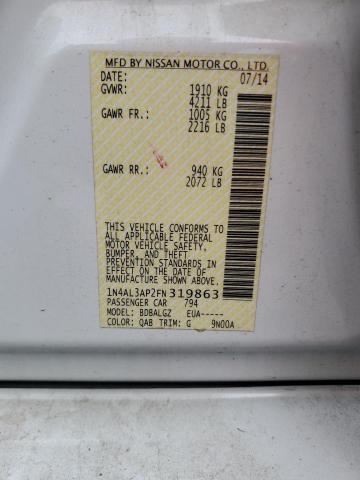 MFD BY NISSAN MOTOR CO., LTD.
DATE: 07/14
GVWR: 1910 KG
4211 LB
GAWR FR.: 1005 KG
2216 LB
GAWR RR.: 940 KG
2072 LB
THIS VEHICLE CONFORMS TO
ALL APPLICABLE FEDERAL
MOTOR VEHICLE SAFETY,
BUMPER, AND THEFT
PREVENTION STANDARDS IN
EFFECT ON THE DATE OF
MANUFACTURE SHOWN ABOVE.
1N4AL3AP2FN319863
PASSENGER CAR 794
MODEL: BDBALGZ EUA-----
COLOR: QAB TRIM: G 9N00A